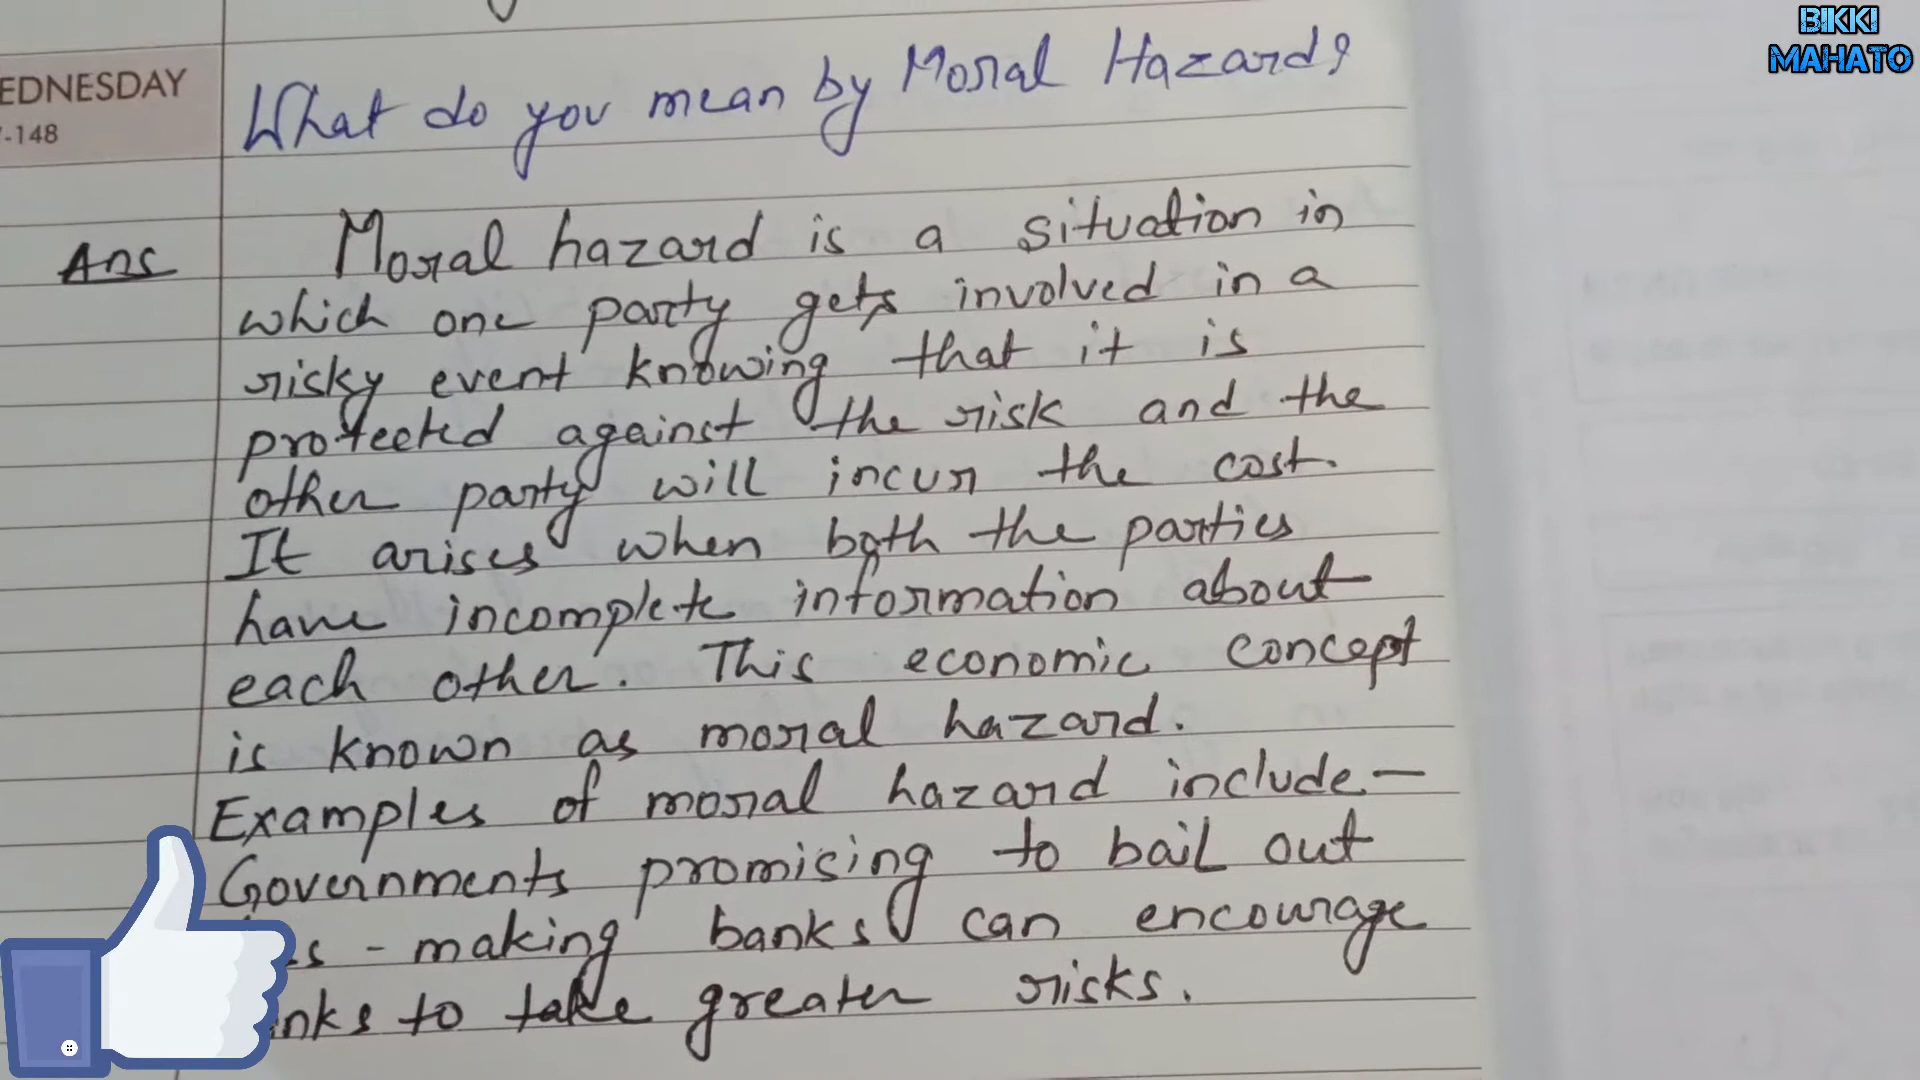 BIKKI
MAHATO
EDNESDAY
-148
What do you mean by Moral Hazard?
Ans
Moral hazard is a situation in
which one party gets involved in a
risky event knowing that it is
protected against the risk and the
other party will incur the cost.
It arises when both the parties
have incomplete information about
each other. This economic concept
is known as moral hazard.
Examples of moral hazard include—
Governments promising to bail out
- making banks can encourage
to take greater risks.